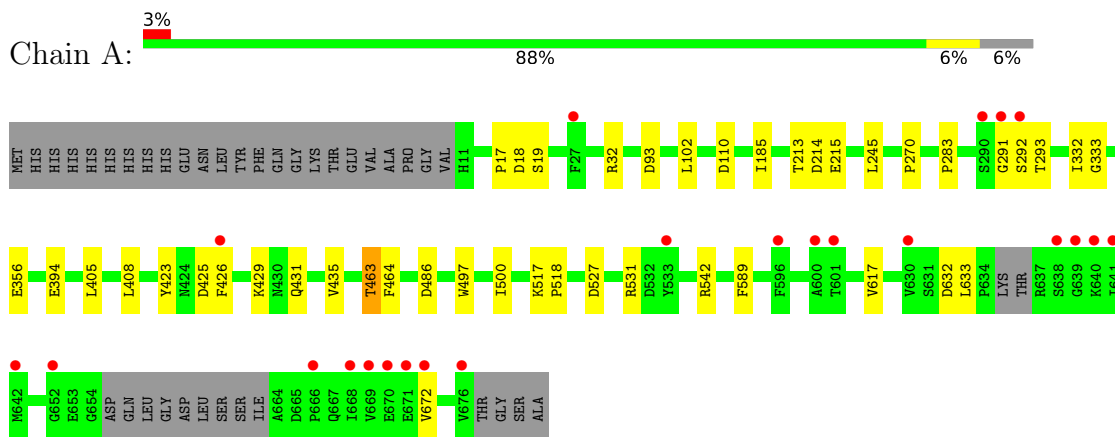 3%
Chain A:
88% 6% 6%
MET HIS HIS HIS HIS HIS HIS HIS HIS GLU ASN LEU TYR PHE GLN GLY LYS THR GLU VAL ALA PRO GLY VAL H11 P17 D18 S19 F27 R32 D93 L102 D110 I185 T213 D214 E215 L245 P270 P283 S290 G291 S292 T293 I332 G333
E356 E394 L405 L408 Y423 N424 D425 F426 K429 N430 Q431 V435 T463 F464 D486 W497 I500 K517 P518 D527 R531 D532 Y533 R542 F589 F596 A600 T601 V617 V630 S631 D632 L633 P634 LYS THR R637 S638 G639 K640 I641
M642 G652 E653 G654 ASP GLN LEU GLY ASP LEU SER SER ILE A664 D665 P666 Q667 I668 V669 E670 E671 V672 V676 THR GLY SER ALA